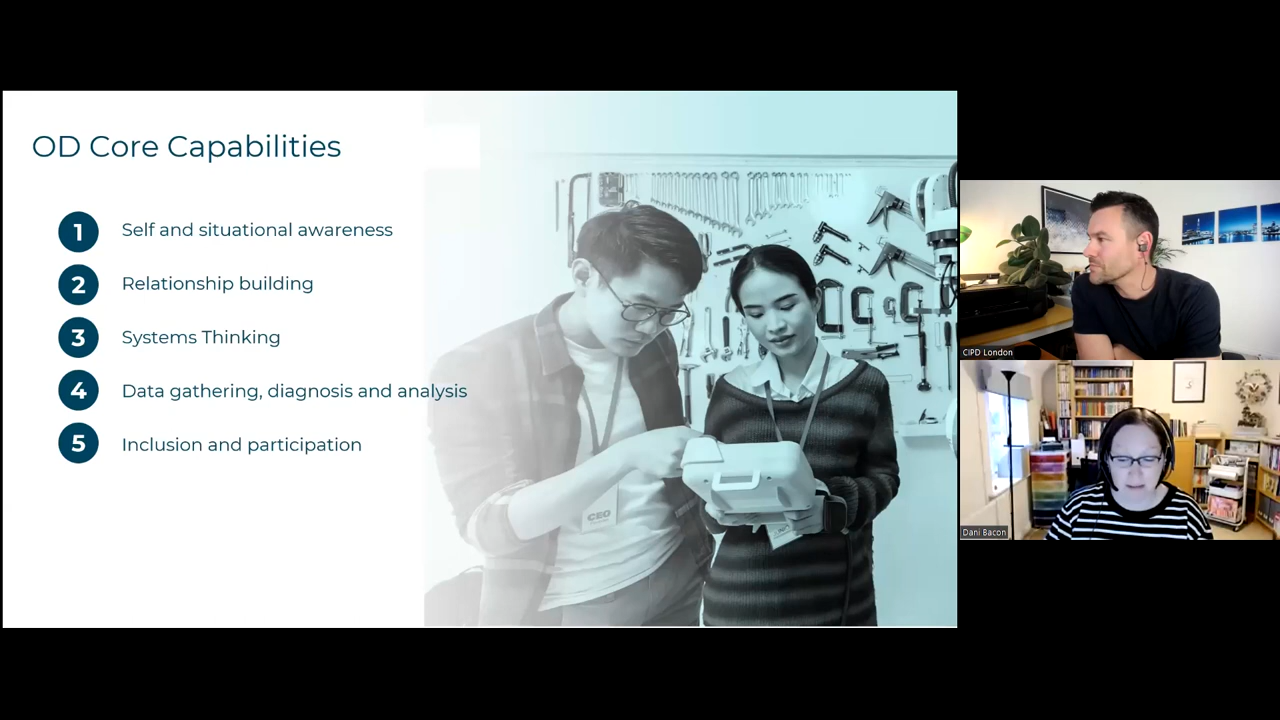 OD Core Capabilities
1 Self and situational awareness
2 Relationship building
3 Systems Thinking
4 Data gathering, diagnosis and analysis
5 Inclusion and participation
CEO
CIPD London
Dani Bacon